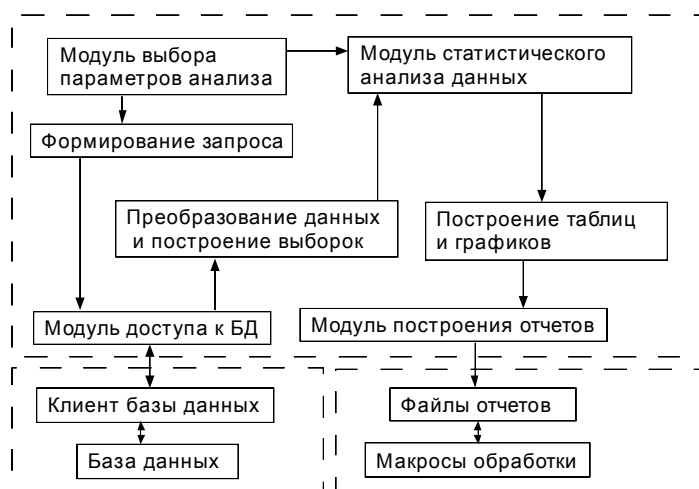 Модуль выбора
параметров анализа
Модуль статистического
анализа данных
Формирование запроса
Преобразование данных
и построение выборок
Построение таблиц
и графиков
Модуль доступа к БД
Модуль построения отчетов
Клиент базы данных
Файлы отчетов
База данных
Макросы обработки